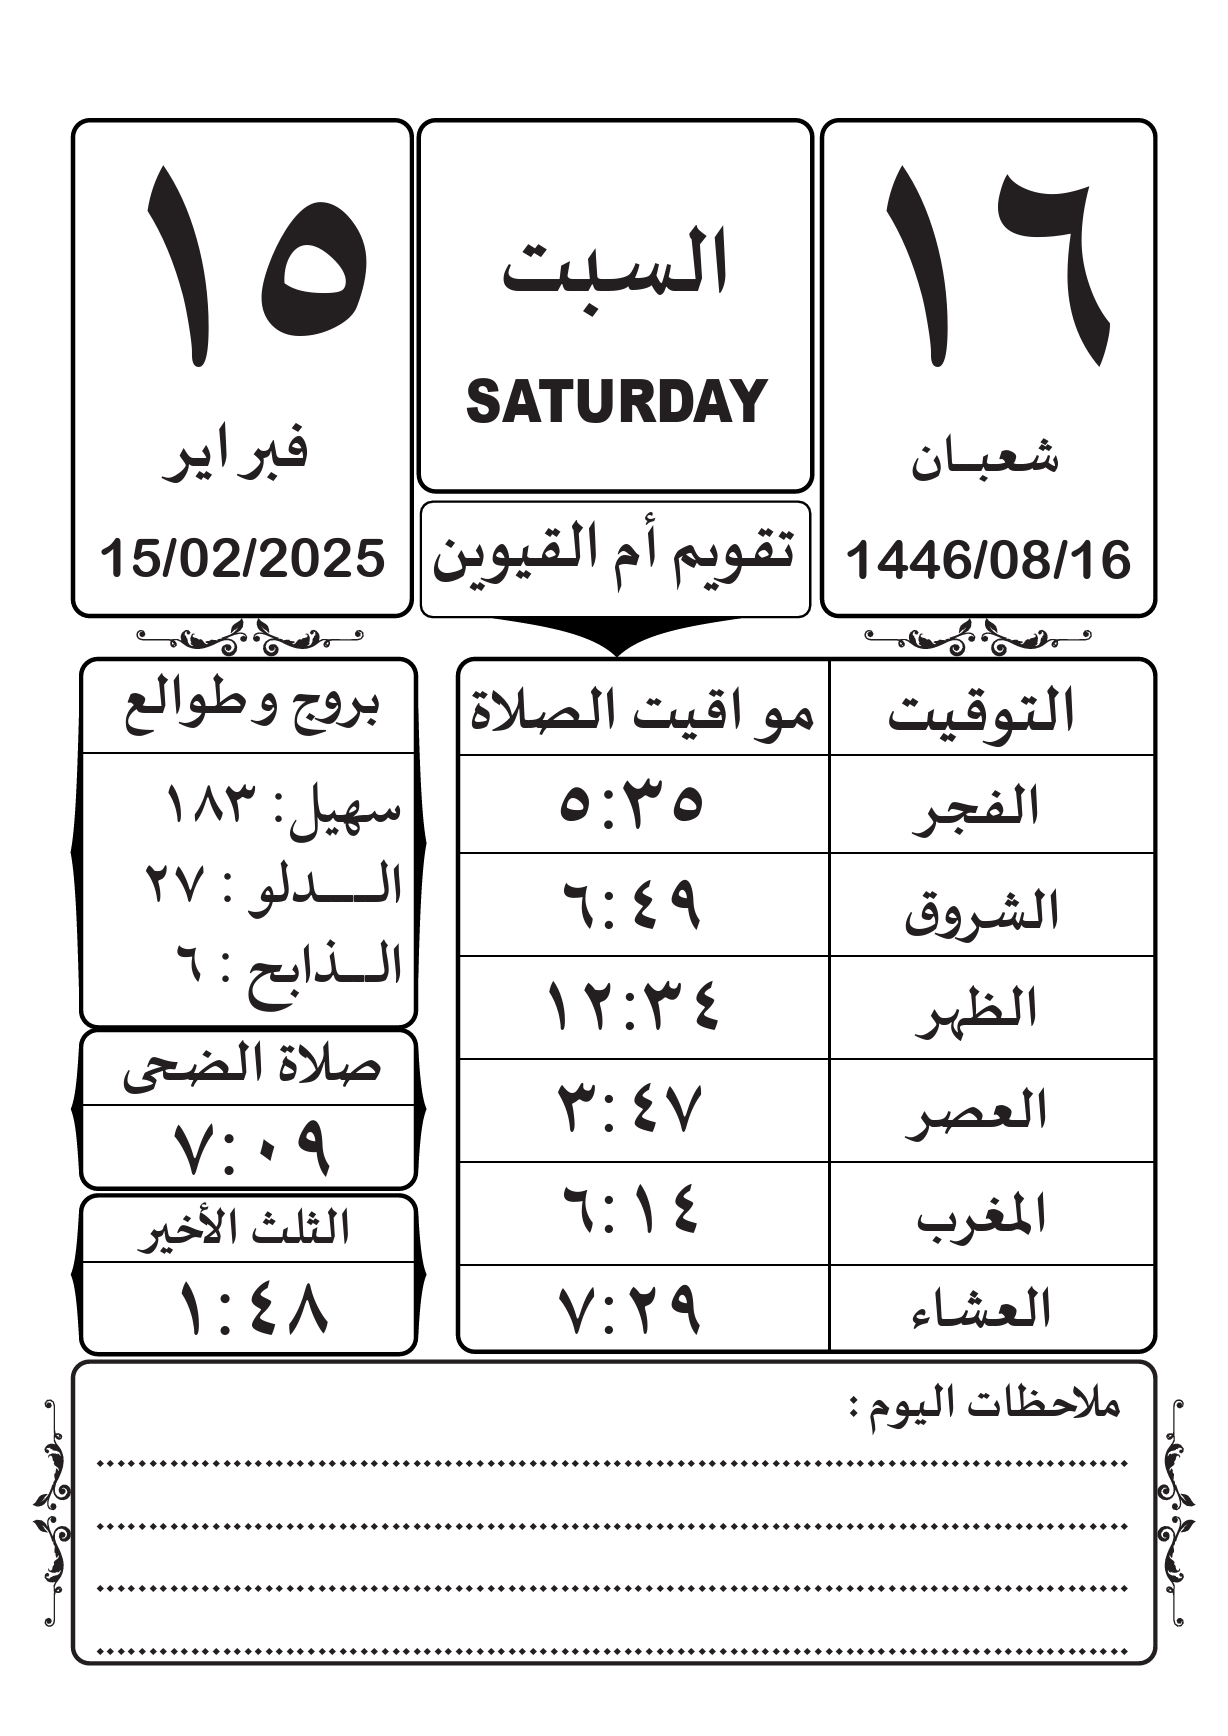 ١٦
شعبان
1446/08/16
السبت
SATURDAY
تقويم أم القيوين
١٥
فبراير
15/02/2025
التوقيت مواقيت الصلاة
الفجر ٥:٣٥
الشروق ٦:٤٩
الظهر ١٢:٣٤
العصر ٣:٤٧
المغرب ٦:١٤
العشاء ٧:٢٩
بروج وطوالع
سهيل: ١٨٣
الـــدلو : ٢٧
الــذابح : ٦
صلاة الضحى
٧:٠٩
الثلث الأخير
١:٤٨
ملاحظات اليوم :